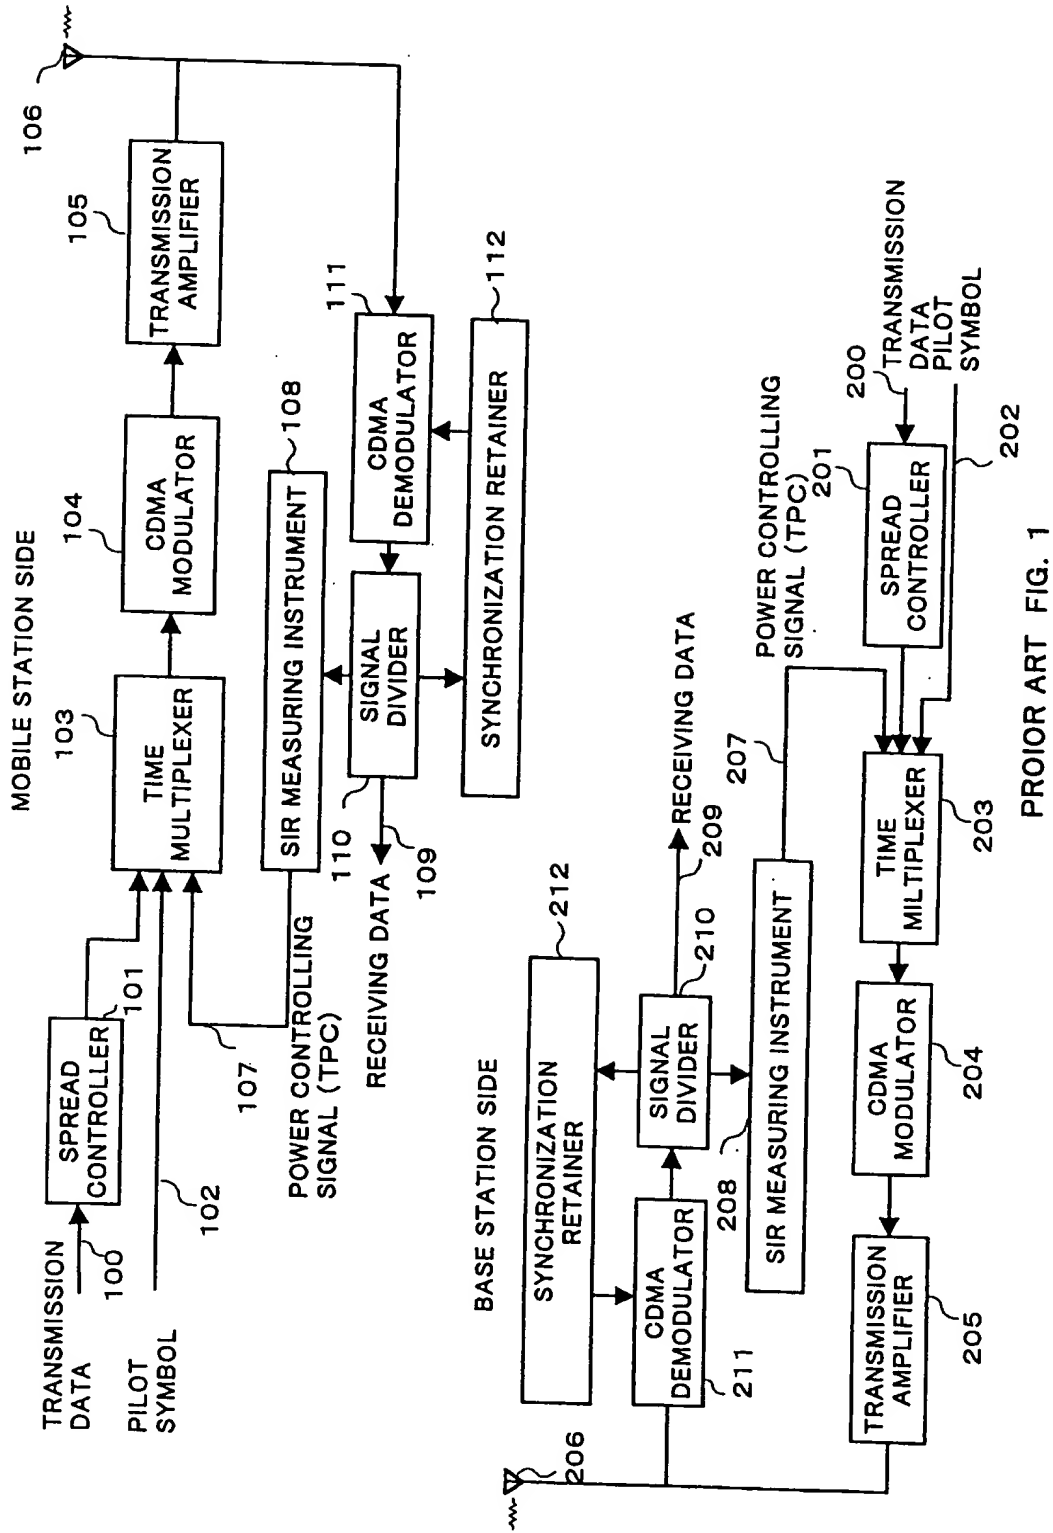 MOBILE STATION SIDE
TRANSMISSION
DATA
100
SPREAD
CONTROLLER
101
PILOT
SYMBOL
102
TIME
MULTIPLEXER
103
CDMA
MODULATOR
104
TRANSMISSION
AMPLIFIER
105
106
107
POWER CONTROLLING
SIGNAL (TPC)
SIR MEASURING INSTRUMENT
108
RECEIVING DATA
109
SIGNAL
DIVIDER
110
CDMA
DEMODULATOR
111
SYNCHRONIZATION RETAINER
112
BASE STATION SIDE
206
SYNCHRONIZATION
RETAINER
212
CDMA
DEMODULATOR
211
SIGNAL
DIVIDER
210
RECEIVING DATA
209
208
SIR MEASURING INSTRUMENT
207
POWER CONTROLLING
SIGNAL (TPC)
TRANSMISSION
AMPLIFIER
205
CDMA
MODULATOR
204
TIME
MILTIPLEXER
203
SPREAD
CONTROLLER
201
200
TRANSMISSION
DATA
PILOT
SYMBOL
202
PROIOR ART FIG. 1